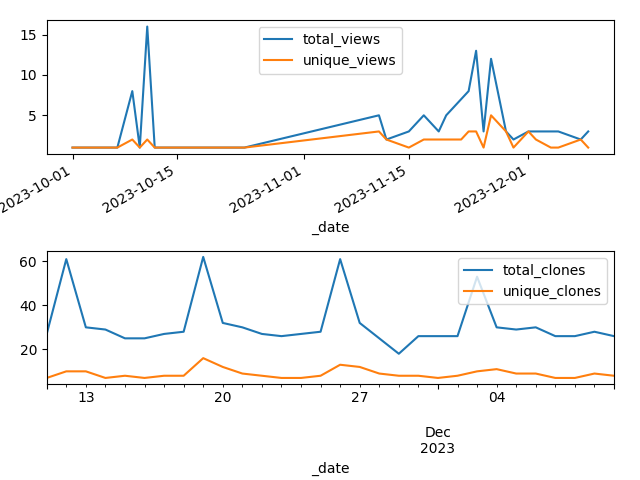 total_views
unique_views
15
10
5
2023-10-01
2023-10-15
2023-11-01
2023-11-15
2023-12-01
_date
total_clones
unique_clones
60
40
20
13
20
27
04
Dec
2023
_date